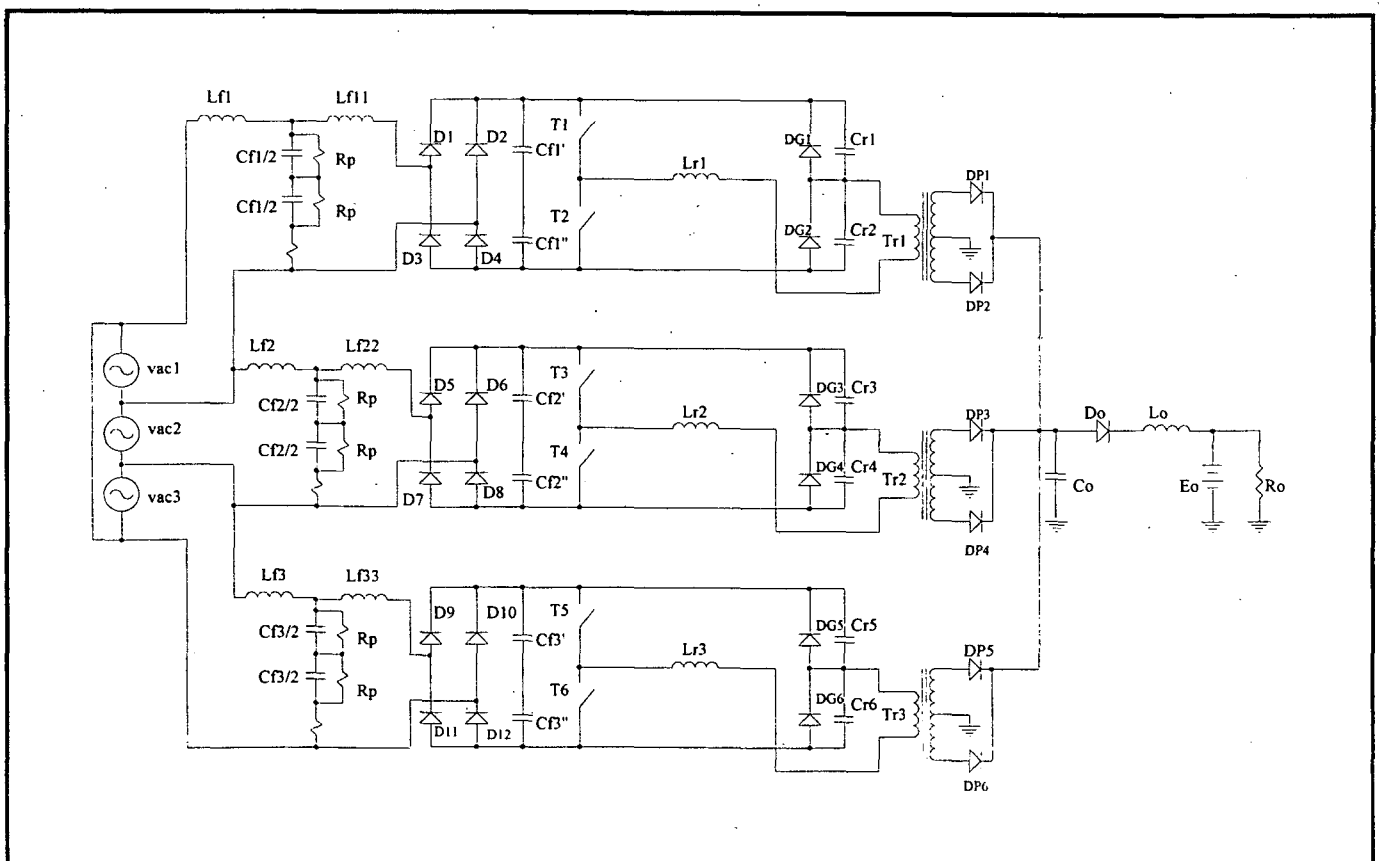 Lf1
Lf11
Cf1/2
Rp
Cf1/2
Rp
D1
D2
D3
D4
Cf1'
Cf1"
T1
T2
Lr1
DG1
DG2
Cr1
Cr2
Tr1
DP1
DP2
vac1
vac2
vac3
Lf2
Lf22
Cf2/2
Rp
Cf2/2
Rp
D5
D6
D7
D8
Cf2'
Cf2"
T3
T4
Lr2
DG3
DG4
Cr3
Cr4
Tr2
DP3
DP4
Do
Lo
Co
Eo
Ro
Lf3
Lf33
Cf3/2
Rp
Cf3/2
Rp
D9
D10
D11
D12
Cf3'
Cf3"
T5
T6
Lr3
DG5
DG6
Cr5
Cr6
Tr3
DP5
DP6